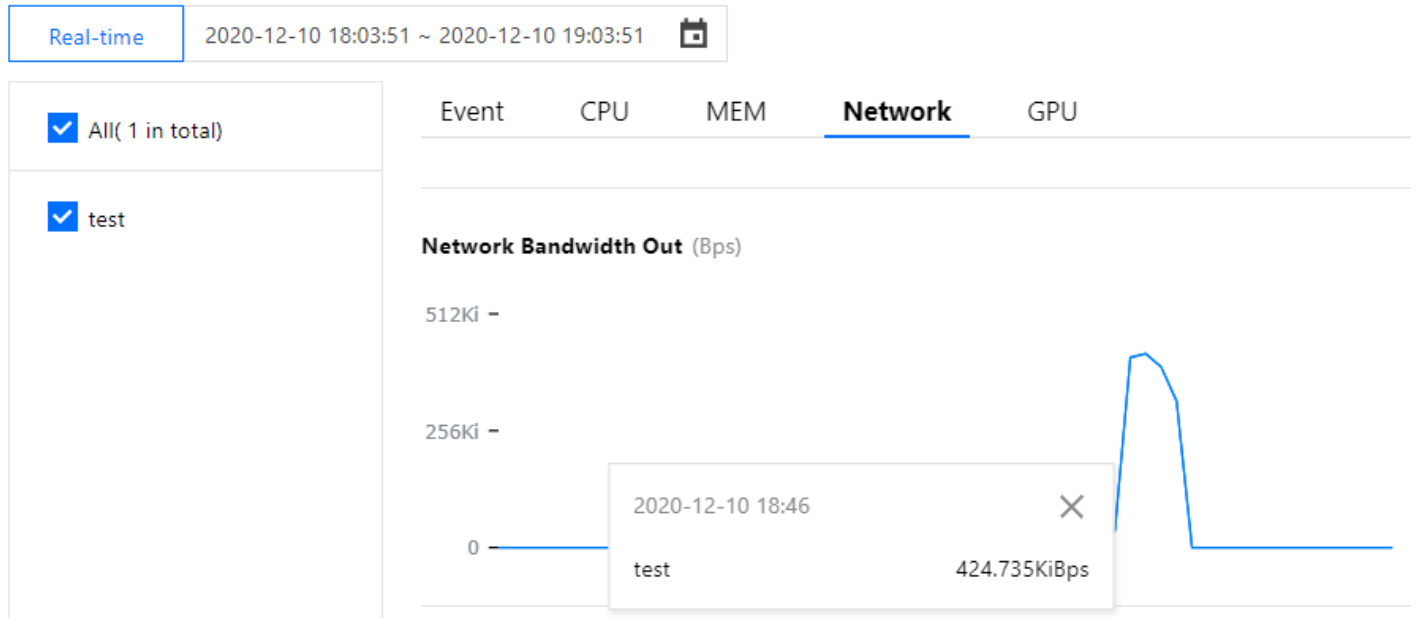 Real-time 2020-12-10 18:03:51 ~ 2020-12-10 19:03:51
All( 1 in total)
test
Event CPU MEM Network GPU
Network Bandwidth Out (Bps)
512Ki
256Ki
0
2020-12-10 18:46
test 424.735KiBps